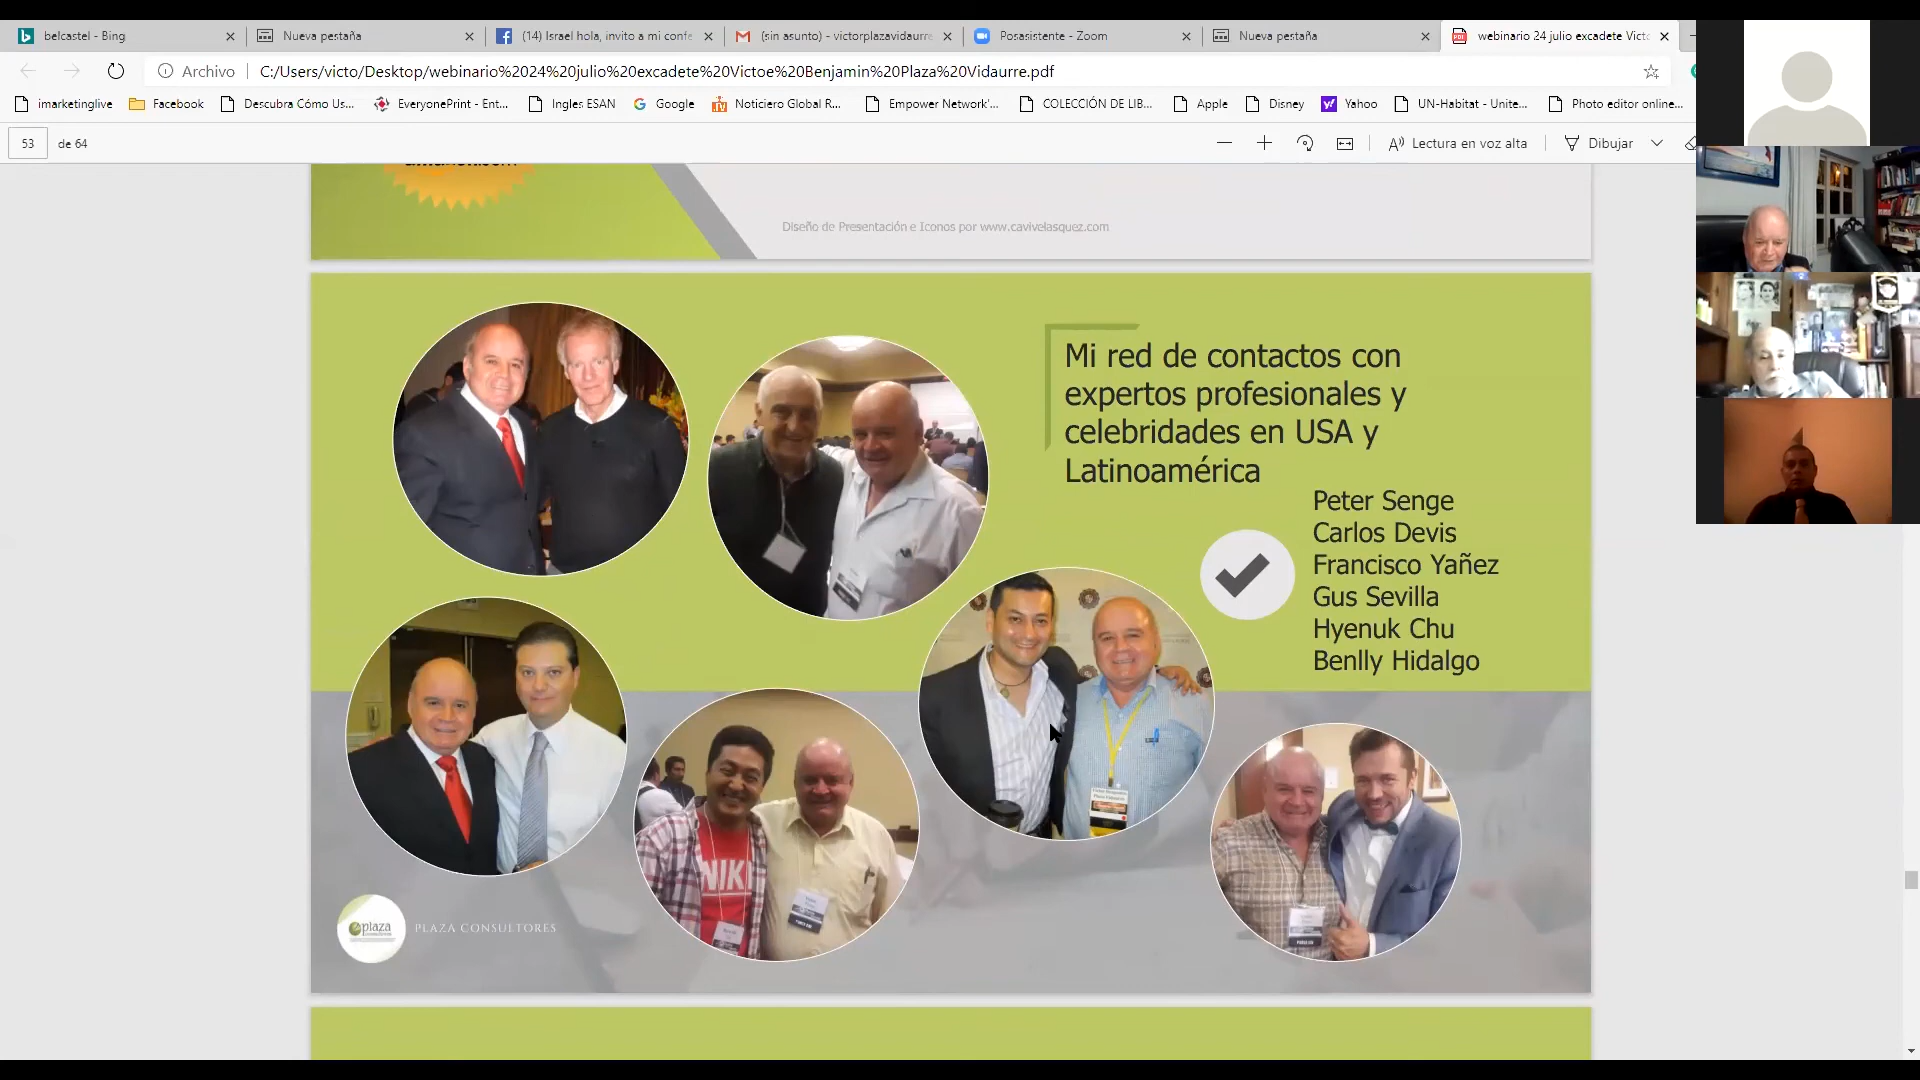 belcastel - Bing
Nueva pestaña
(14) Israel hola, invito a mi confe
(sin asunto) - victorplazavidaurre
Posasistente - Zoom
Nueva pestaña
webinario 24 julio excadete Victo
Archivo
C:/Users/victo/Desktop/webinario%2024%20julio%20excadete%20Victoe%20Benjamin%20Plaza%20Vidaurre.pdf
imarketinglive
Facebook
Descubra Cómo Us...
EveryonePrint - Ent...
Ingles ESAN
Google
Noticiero Global R...
Empower Network'...
COLECCIÓN DE LIB...
Apple
Disney
Yahoo
UN-Habitat - Unite...
Photo editor online...
53
de 64
Lectura en voz alta
Dibujar
Diseño de Presentación e Iconos por www.cavivelasquez.com
Mi red de contactos con
expertos profesionales y
celebridades en USA y
Latinoamérica
Peter Senge
Carlos Devis
Francisco Yañez
Gus Sevilla
Hyenuk Chu
Benlly Hidalgo
plaza
PLAZA CONSULTORES